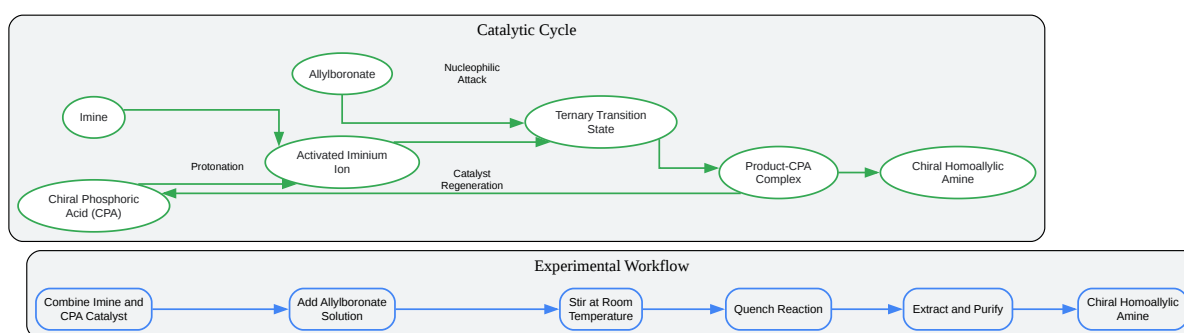 Catalytic Cycle
Allylboronate
Nucleophilic
Attack
Imine
Ternary Transition
State
Activated Iminium
Ion
Protonation
Catalyst
Regeneration
Product-CPA
Complex
Chiral Homoallylic
Amine
Chiral Phosphoric
Acid (CPA)
Experimental Workflow
Combine Imine and
CPA Catalyst
Add Allylboronate
Solution
Stir at Room
Temperature
Quench Reaction
Extract and Purify
Chiral Homoallylic
Amine